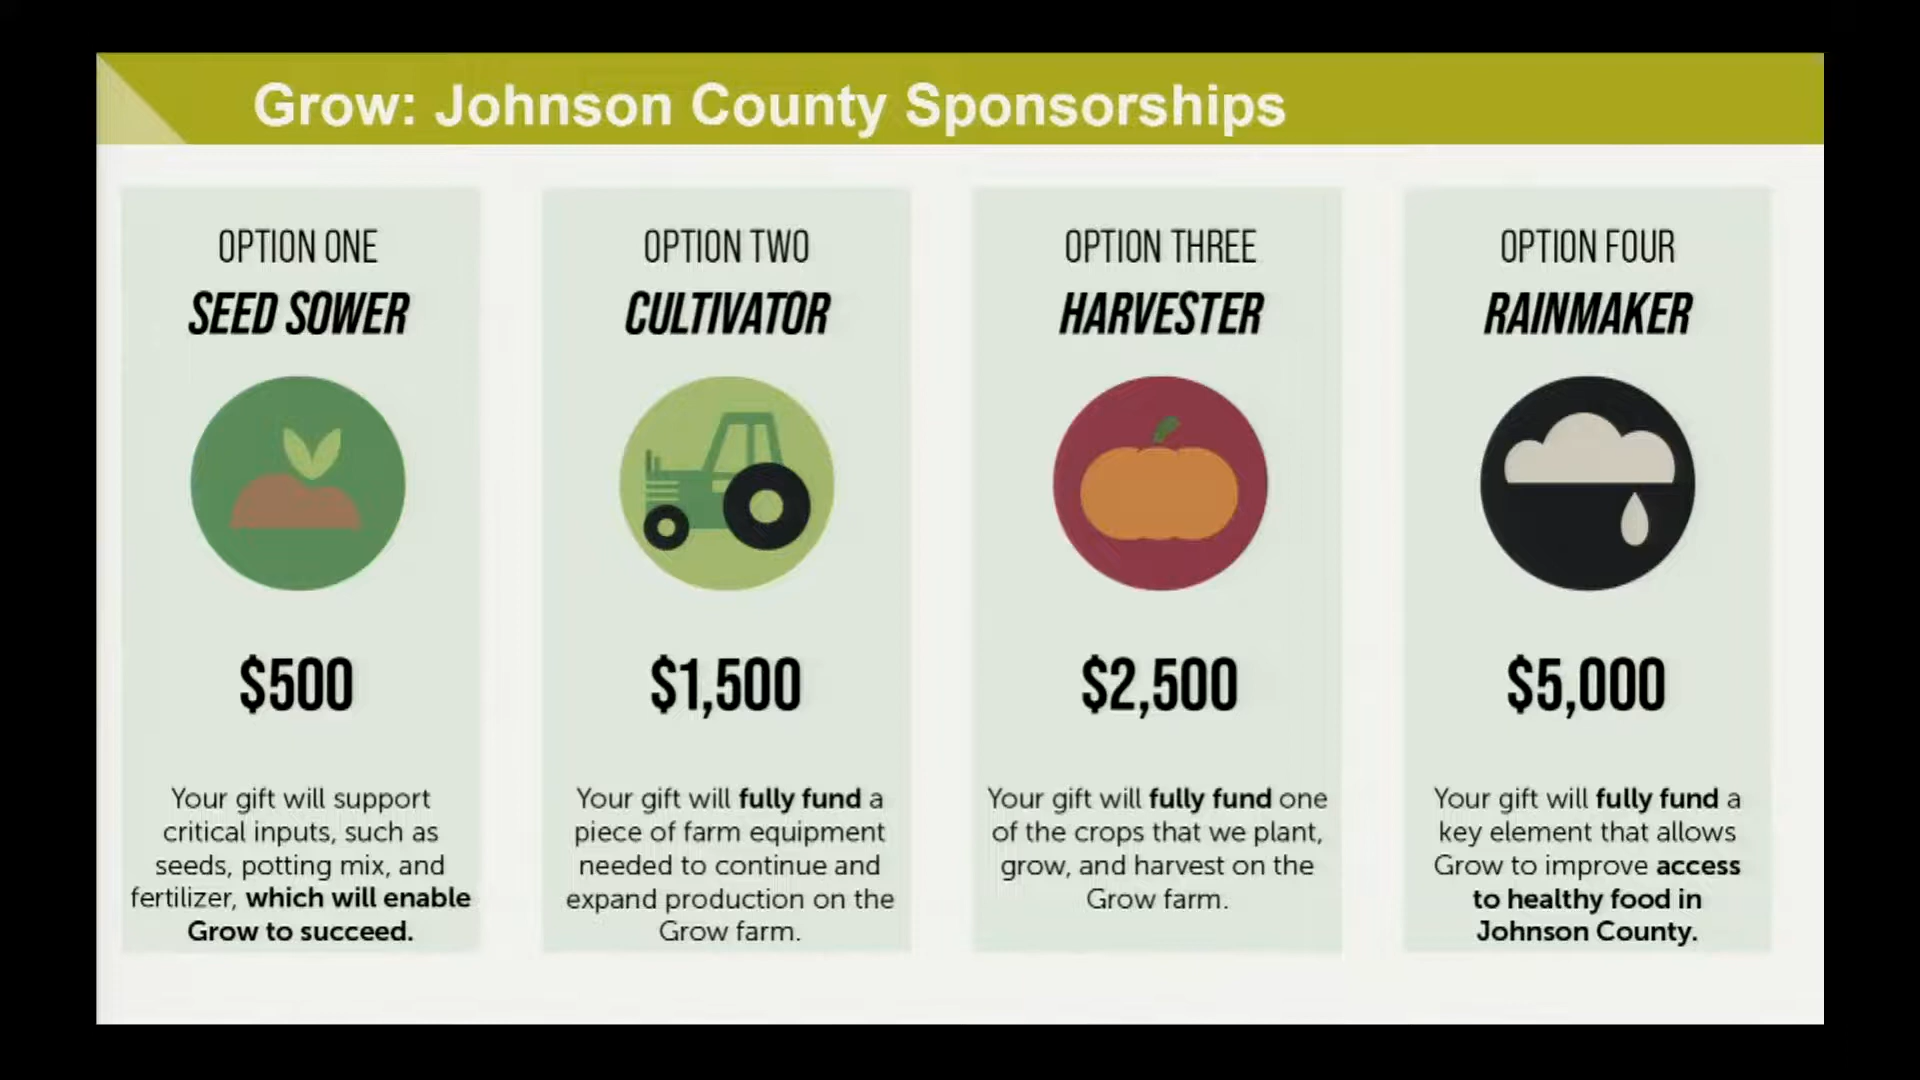 Grow: Johnson County Sponsorships
OPTION ONE
SEED SOWER
$500
Your gift will support
critical inputs, such as
seeds, potting mix, and
fertilizer, which will enable
Grow to succeed.
OPTION TWO
CULTIVATOR
$1,500
Your gift will fully fund a
piece of farm equipment
needed to continue and
expand production on the
Grow farm.
OPTION THREE
HARVESTER
$2,500
Your gift will fully fund one
of the crops that we plant,
grow, and harvest on the
Grow farm.
OPTION FOUR
RAINMAKER
$5,000
Your gift will fully fund a
key element that allows
Grow to improve access
to healthy food in
Johnson County.